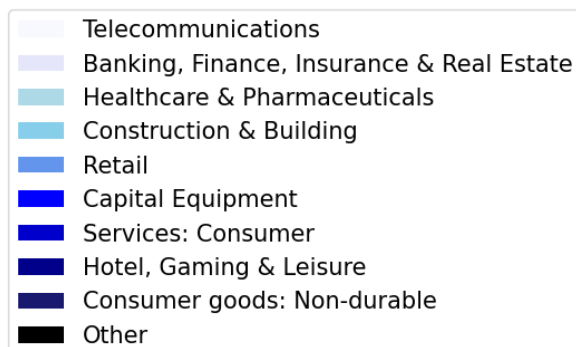 Telecommunications
Banking, Finance, Insurance & Real Estate
Healthcare & Pharmaceuticals
Construction & Building
Retail
Capital Equipment
Services: Consumer
Hotel, Gaming & Leisure
Consumer goods: Non-durable
Other